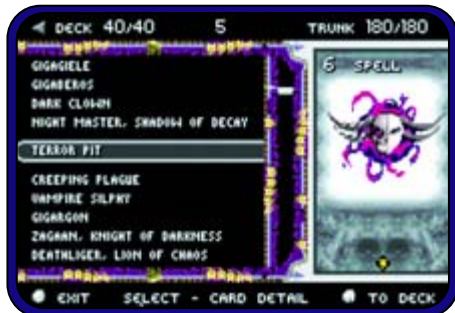 DECK 40/40 5 TRUNK 180/180
GIGAGIELE
GIGABEROS
DARK CLOWN
NIGHT MASTER, SHADOW OF DECAY
TERROR PIT
CREEPING PLAGUE
VAMPIRE SILPHY
GIGARGON
ZAGAAN, KNIGHT OF DARKNESS
DEATHLIGER, LION OF CHAOS
6 SPELL
EXIT SELECT - CARD DETAIL TO DECK